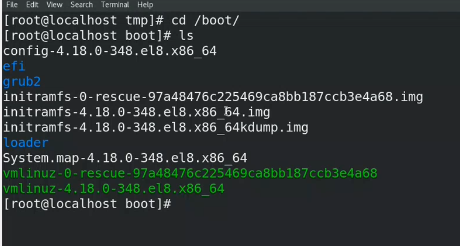 File Edit View Search Terminal Help
[root@localhost tmp]# cd /boot/
[root@localhost boot]# ls
config-4.18.0-348.el8.x86_64
efi
grub2
initramfs-0-rescue-97a48476c225469ca8bb187ccb3e4a68.img
initramfs-4.18.0-348.el8.x86_64.img
initramfs-4.18.0-348.el8.x86_64kdump.img
loader
System.map-4.18.0-348.el8.x86_64
vmlinuz-0-rescue-97a48476c225469ca8bb187ccb3e4a68
vmlinuz-4.18.0-348.el8.x86_64
[root@localhost boot]#